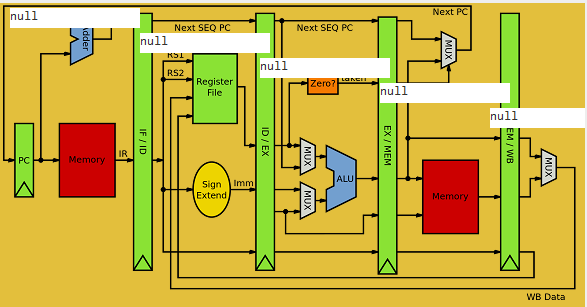 null
Next PC
Next SEQ PC
Next SEQ PC
null
dder
RS1
RS2
null
Zero?
taken
null
MUX
Register
File
null
PC
Memory
IR
IF / ID
ID / EX
EX / MEM
EM / WB
MUX
ALU
MUX
Sign
Extend
Imm
MUX
Memory
WB Data